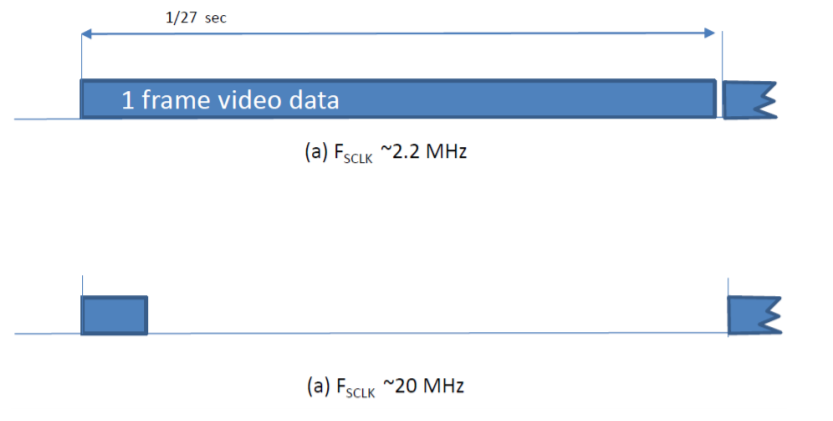 1/27 sec
1 frame video data
(a) FSCLK ~2.2 MHz
(a) FSCLK ~20 MHz